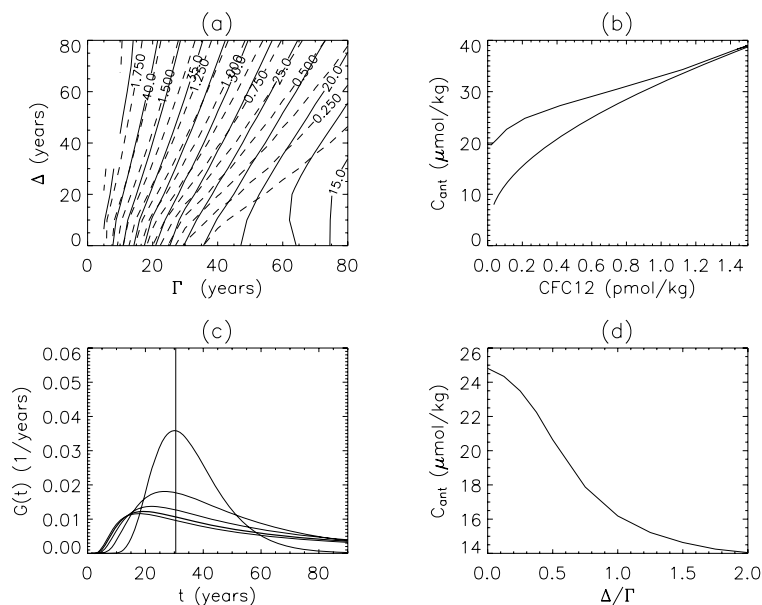 (a)
80
60
40
20
0
Δ (years)
1.750
40.0
1.500
35.0
1.250
1.000
30.0
0.750
25.0
0.500
20.0
0.250
15.0
0 20 40 60 80
Γ (years)
(b)
40
30
20
10
0
C_ant (μmol/kg)
0.0 0.2 0.4 0.6 0.8 1.0 1.2 1.4
CFC12 (pmol/kg)
(c)
0.06
0.05
0.04
0.03
0.02
0.01
0.00
G(t) (1/years)
0 20 40 60 80
t (years)
(d)
26
24
22
20
18
16
14
C_ant (μmol/kg)
0.0 0.5 1.0 1.5 2.0
Δ/Γ